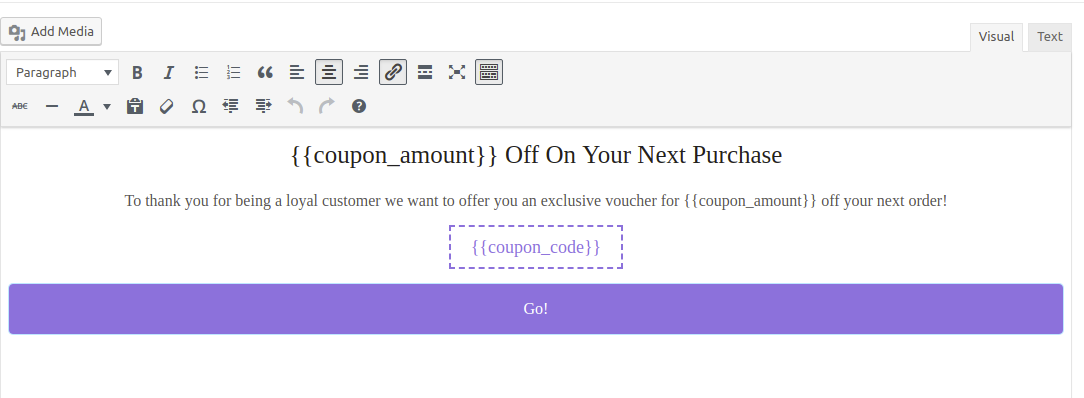 Add Media
Visual Text
Paragraph
ABC
{{coupon_amount}} Off On Your Next Purchase
To thank you for being a loyal customer we want to offer you an exclusive voucher for {{coupon_amount}} off your next order!
{{coupon_code}}
Go!